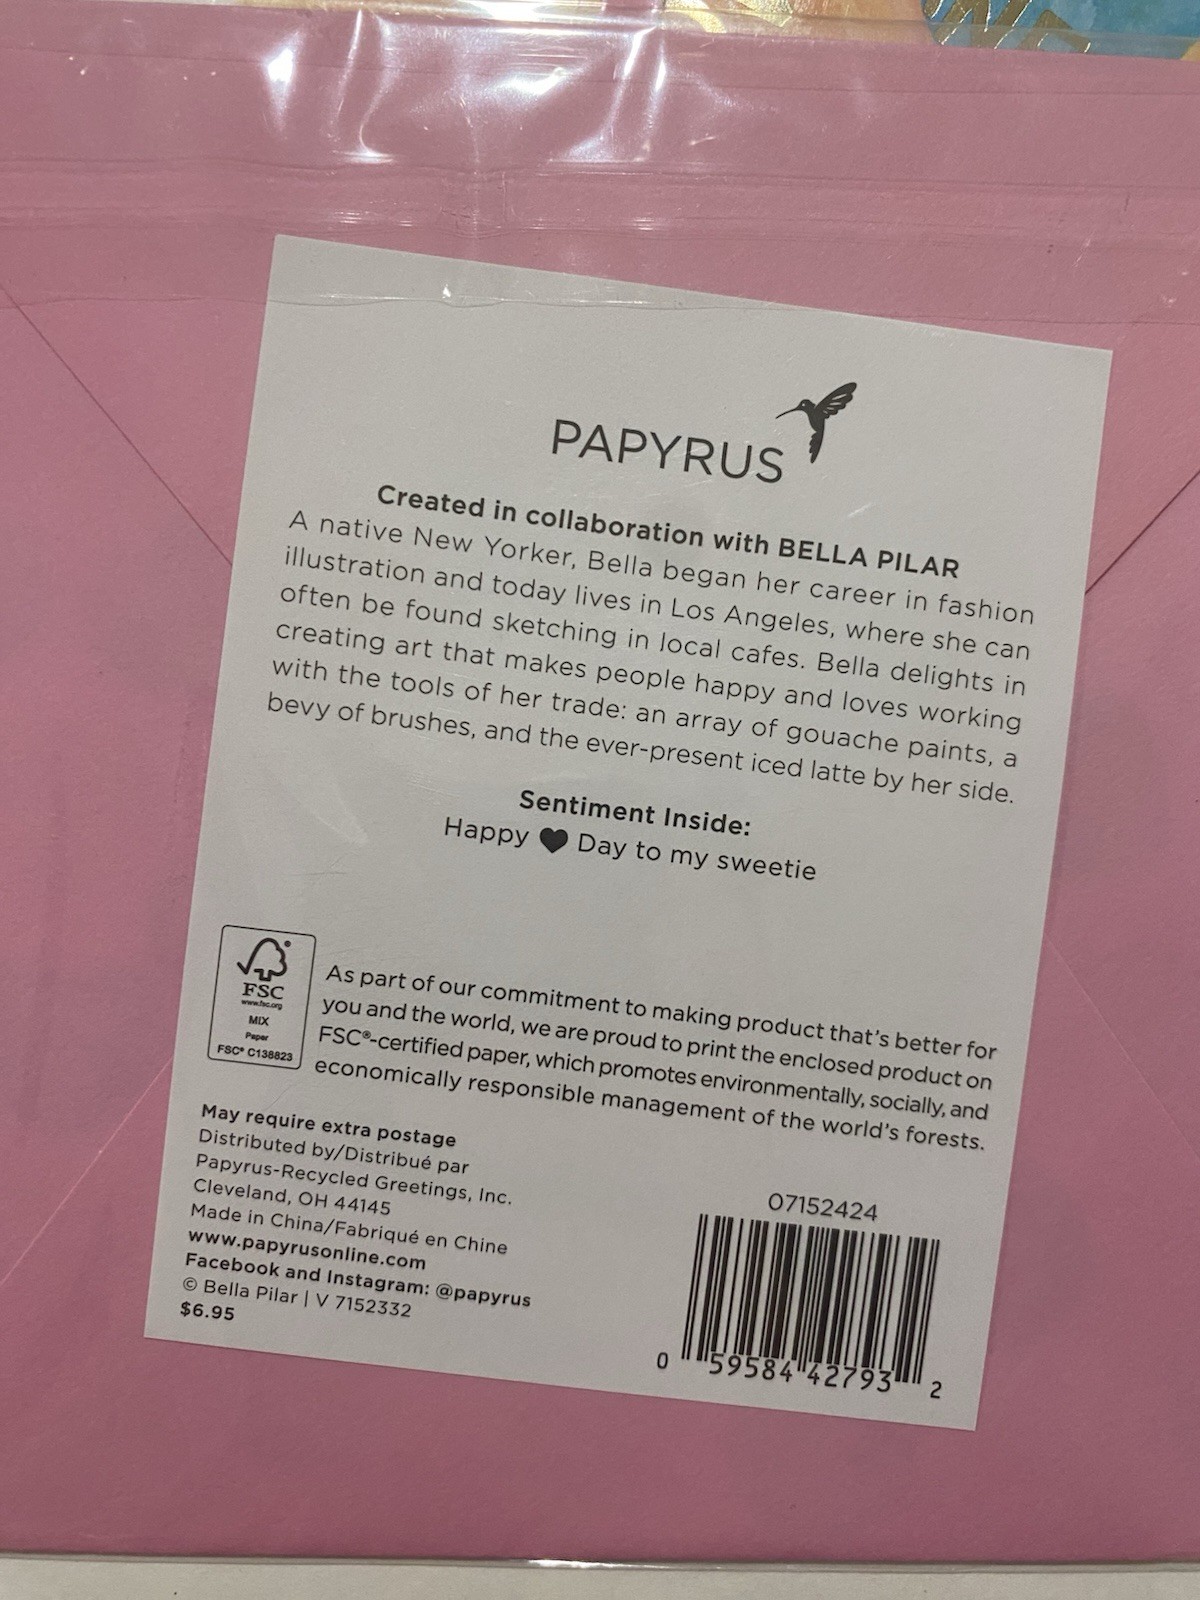 PAPYRUS
Created in collaboration with BELLA PILAR
A native New Yorker, Bella began her career in fashion
illustration and today lives in Los Angeles, where she can
often be found sketching in local cafes. Bella delights in
creating art that makes people happy and loves working
with the tools of her trade: an array of gouache paints, a
bevy of brushes, and the ever-present iced latte by her side.
Sentiment Inside:
Happy ♥ Day to my sweetie
FSC
www.fsc.org
MIX
Paper
FSC® C138823
As part of our commitment to making product that's better for
you and the world, we are proud to print the enclosed product on
FSC®-certified paper, which promotes environmentally, socially, and
economically responsible management of the world's forests.
May require extra postage
Distributed by/Distribué par
Papyrus-Recycled Greetings, Inc.
Cleveland, OH 44145
Made in China/Fabriqué en Chine
www.papyrusonline.com
Facebook and Instagram: @papyrus
© Bella Pilar | V 7152332
$6.95
07152424
0 59584 42793 2